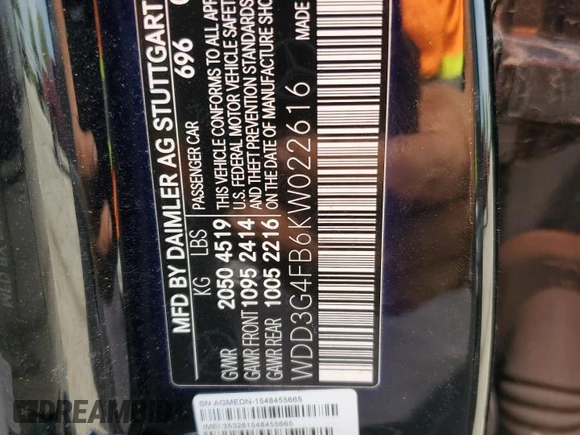 MFD BY DAIMLER AG STUTTGART
696
KG LBS PASSENGER CAR
GVWR 2050 4519
GAWR FRONT 1095 2414
GAWR REAR 1005 2216
THIS VEHICLE CONFORMS TO ALL APP
U.S. FEDERAL MOTOR VEHICLE SAFET
AND THEFT PREVENTION STANDARDS
ON THE DATE OF MANUFACTURE SHO
WDD3G4FB6KW022616
SN AGMEDN-1548455665
IMEI:353281548455665
DREAMBID